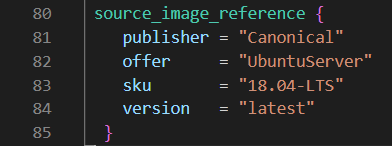 80 source_image_reference {
81 publisher = "Canonical"
82 offer = "UbuntuServer"
83 sku = "18.04-LTS"
84 version = "latest"
85 }